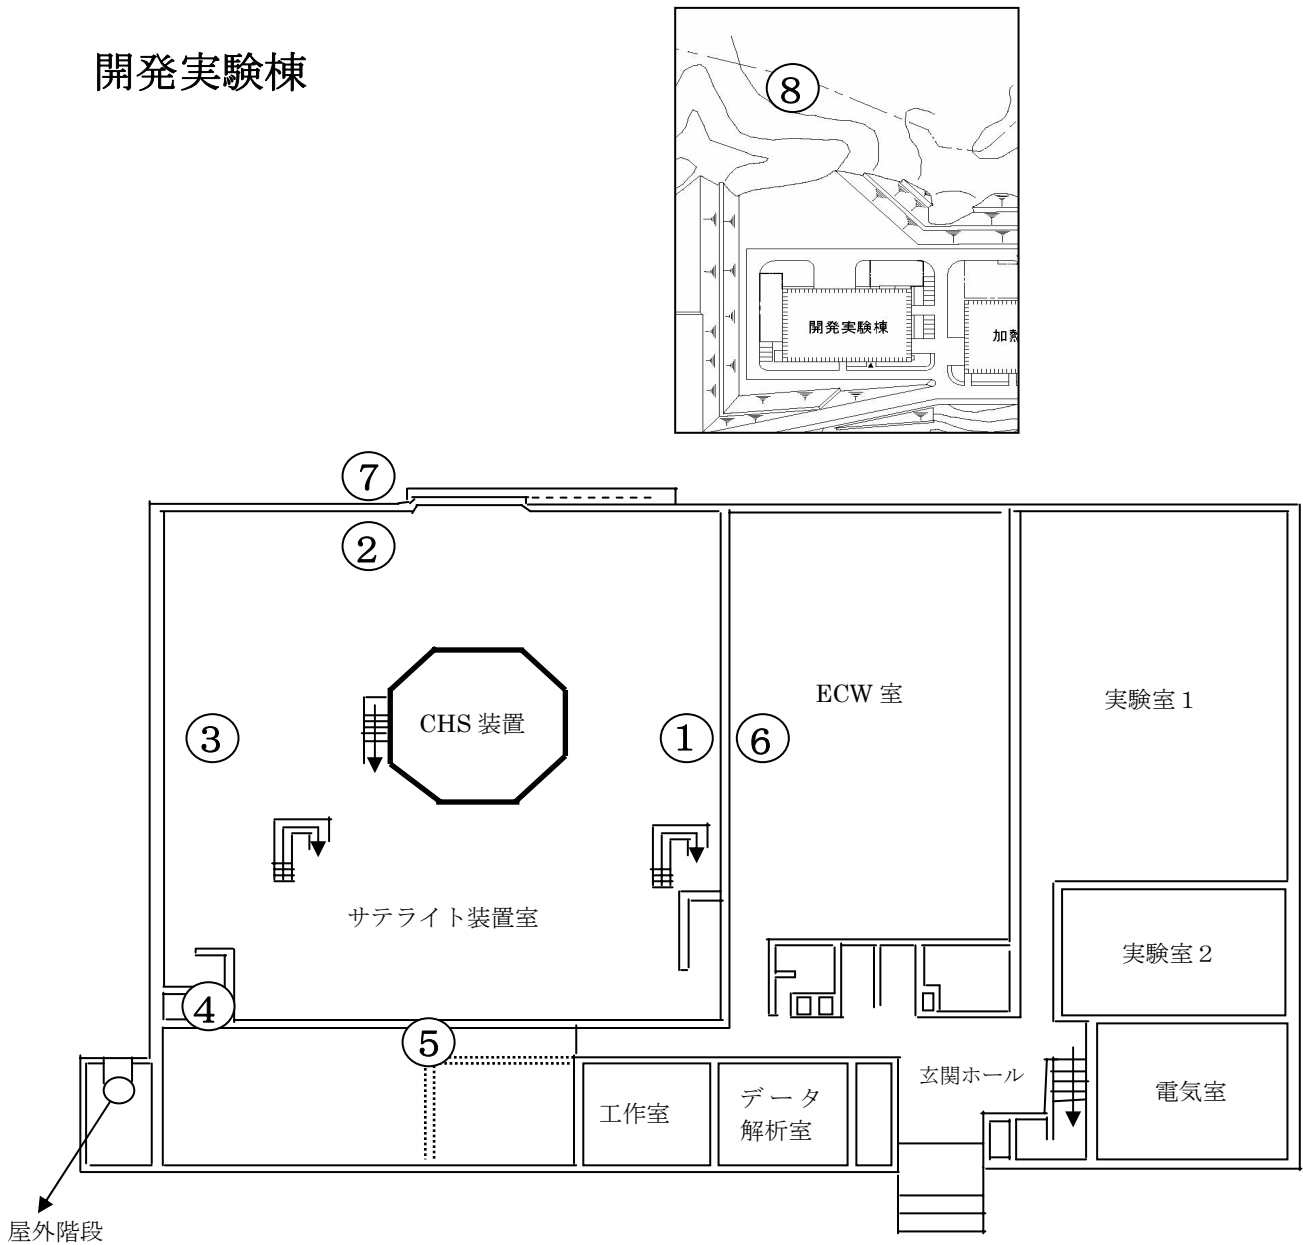 開発実験棟
⑧
開発実験棟
加熱
⑦
②
ECW 室
実験室１
CHS 装置
③
①
⑥
サテライト装置室
実験室２
④
⑤
玄関ホール
工作室
データ
解析室
電気室
屋外階段